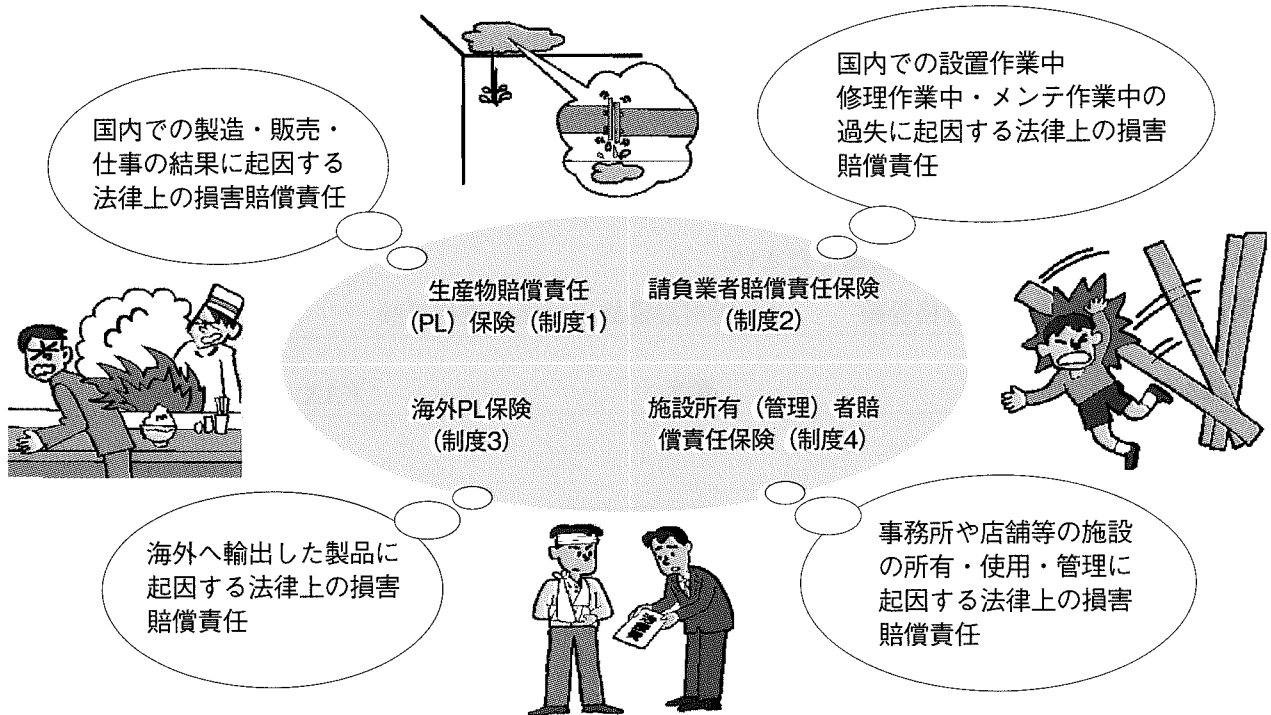 国内での製造・販売・
仕事の結果に起因する
法律上の損害賠償責任
国内での設置作業中
修理作業中・メンテ作業中の
過失に起因する法律上の損害
賠償責任
生産物賠償責任
（PL）保険（制度1）
請負業者賠償責任保険
（制度2）
海外PL保険
（制度3）
施設所有（管理）者賠
償責任保険（制度4）
海外へ輸出した製品に
起因する法律上の損害
賠償責任
事務所や店舗等の施設
の所有・使用・管理に
起因する法律上の損害
賠償責任